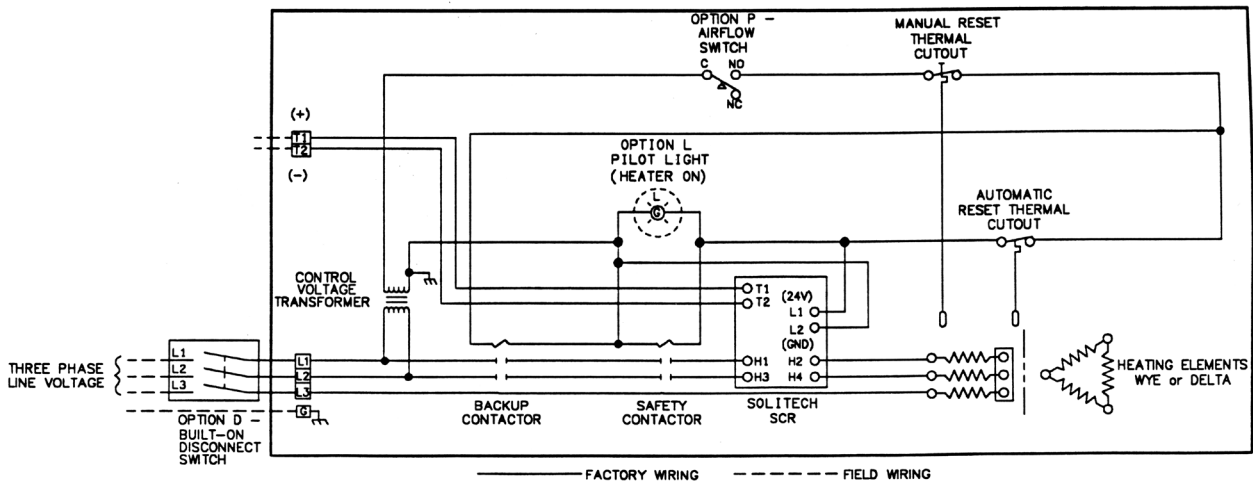 OPTION P –
AIRFLOW
SWITCH
C NO
NC
MANUAL RESET
THERMAL
CUTOUT
(+)
T1
T2
(-)
OPTION L
PILOT LIGHT
(HEATER ON)
L
G
AUTOMATIC
RESET THERMAL
CUTOUT
CONTROL
VOLTAGE
TRANSFORMER
T1
T2
(24V)
L1
L2
(GND)
H1 H2
H3 H4
SOLITECH
SCR
THREE PHASE
LINE VOLTAGE
L1
L2
L3
L1
L2
L3
G
OPTION D –
BUILT-ON
DISCONNECT
SWITCH
BACKUP
CONTACTOR
SAFETY
CONTACTOR
HEATING ELEMENTS
WYE or DELTA
FACTORY WIRING
FIELD WIRING